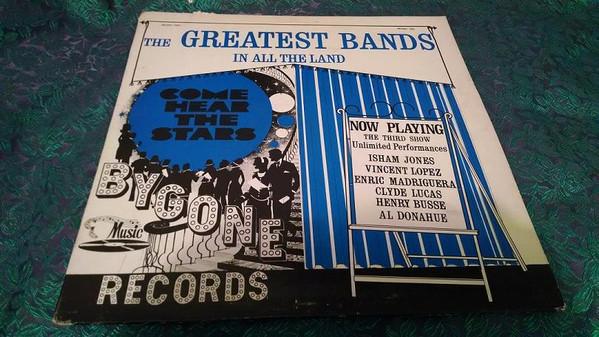 THE GREATEST BANDS
IN ALL THE LAND
COME
HEAR
THE
STARS
BYGONE
Music
RECORDS
NOW PLAYING
THE THIRD SHOW
Unlimited Performances
ISHAM JONES
VINCENT LOPEZ
ENRIC MADRIGUERA
CLYDE LUCAS
HENRY BUSSE
AL DONAHUE